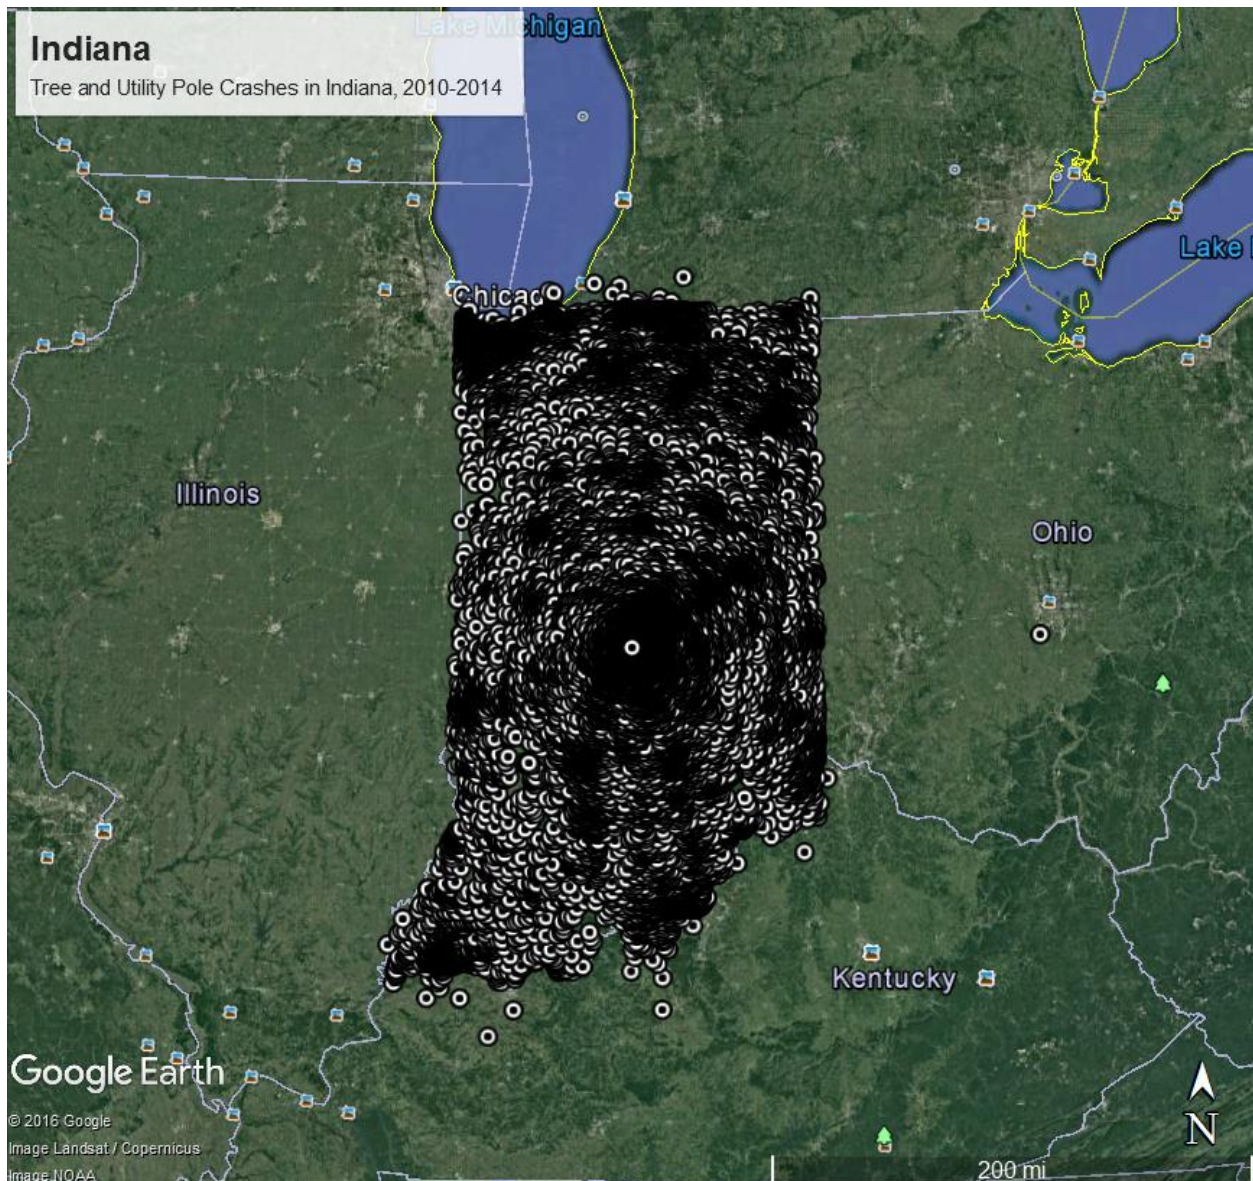 Indiana
Tree and Utility Pole Crashes in Indiana, 2010-2014
Lake Michigan
Lake
Illinois
Ohio
Kentucky
Google Earth
© 2016 Google
Image Landsat / Copernicus
Image NOAA
N
200 mi